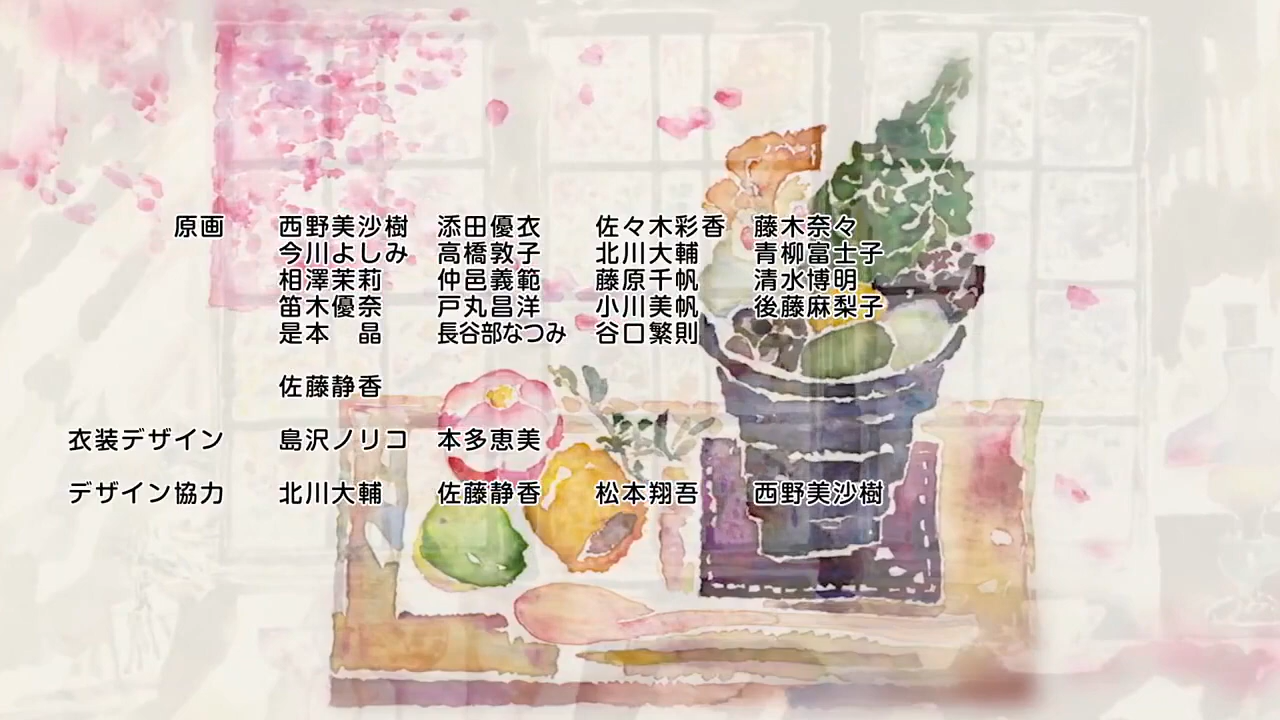 原画 西野美沙樹 添田優衣 佐々木彩香 藤木奈々
今川よしみ 高橋敦子 北川大輔 青柳富士子
相澤茉莉 仲邑義範 藤原千帆 清水博明
笛木優奈 戸丸昌洋 小川美帆 後藤麻梨子
是本　晶 長谷部なつみ 谷口繁則
佐藤静香
衣装デザイン 島沢ノリコ 本多恵美
デザイン協力 北川大輔 佐藤静香 松本翔吾 西野美沙樹